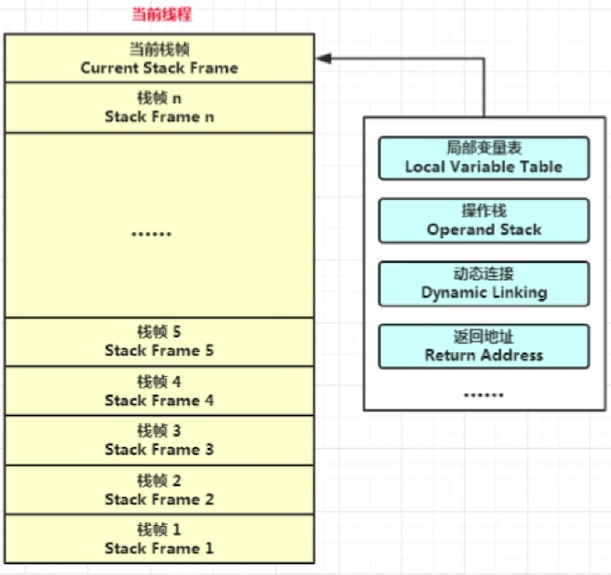 当前线程
当前栈帧
Current Stack Frame
栈帧 n
Stack Frame n
......
栈帧 5
Stack Frame 5
栈帧 4
Stack Frame 4
栈帧 3
Stack Frame 3
栈帧 2
Stack Frame 2
栈帧 1
Stack Frame 1
局部变量表
Local Variable Table
操作栈
Operand Stack
动态连接
Dynamic Linking
返回地址
Return Address
......